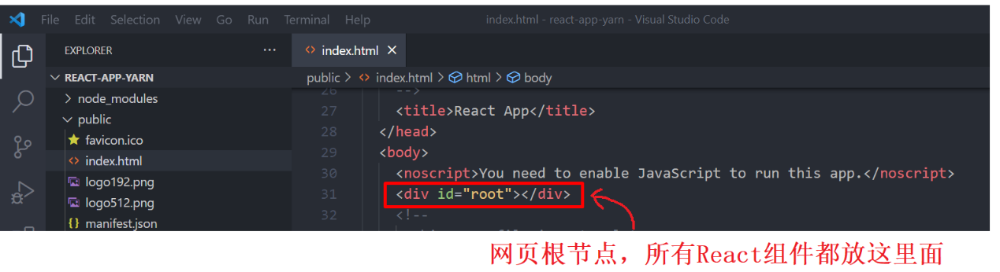 File Edit Selection View Go Run Terminal Help index.html - react-app-yarn - Visual Studio Code
EXPLORER ··· <> index.html ×
REACT-APP-YARN public > <> index.html > html > body
> node_modules
public
favicon.ico
<> index.html
logo192.png
logo512.png
{} manifest.json
26 -->
27 <title>React App</title>
28 </head>
29 <body>
30 <noscript>You need to enable JavaScript to run this app.</noscript>
31 <div id="root"></div>
32 <!--
网页根节点，所有React组件都放这里面